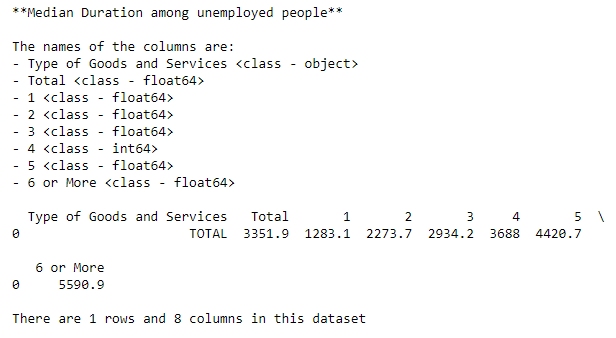 **Median Duration among unemployed people**
The names of the columns are:
- Type of Goods and Services <class - object>
- Total <class - float64>
- 1 <class - float64>
- 2 <class - float64>
- 3 <class - float64>
- 4 <class - int64>
- 5 <class - float64>
- 6 or More <class - float64>
Type of Goods and Services Total 1 2 3 4 5 \
0 TOTAL 3351.9 1283.1 2273.7 2934.2 3688 4420.7
6 or More
0 5590.9
There are 1 rows and 8 columns in this dataset